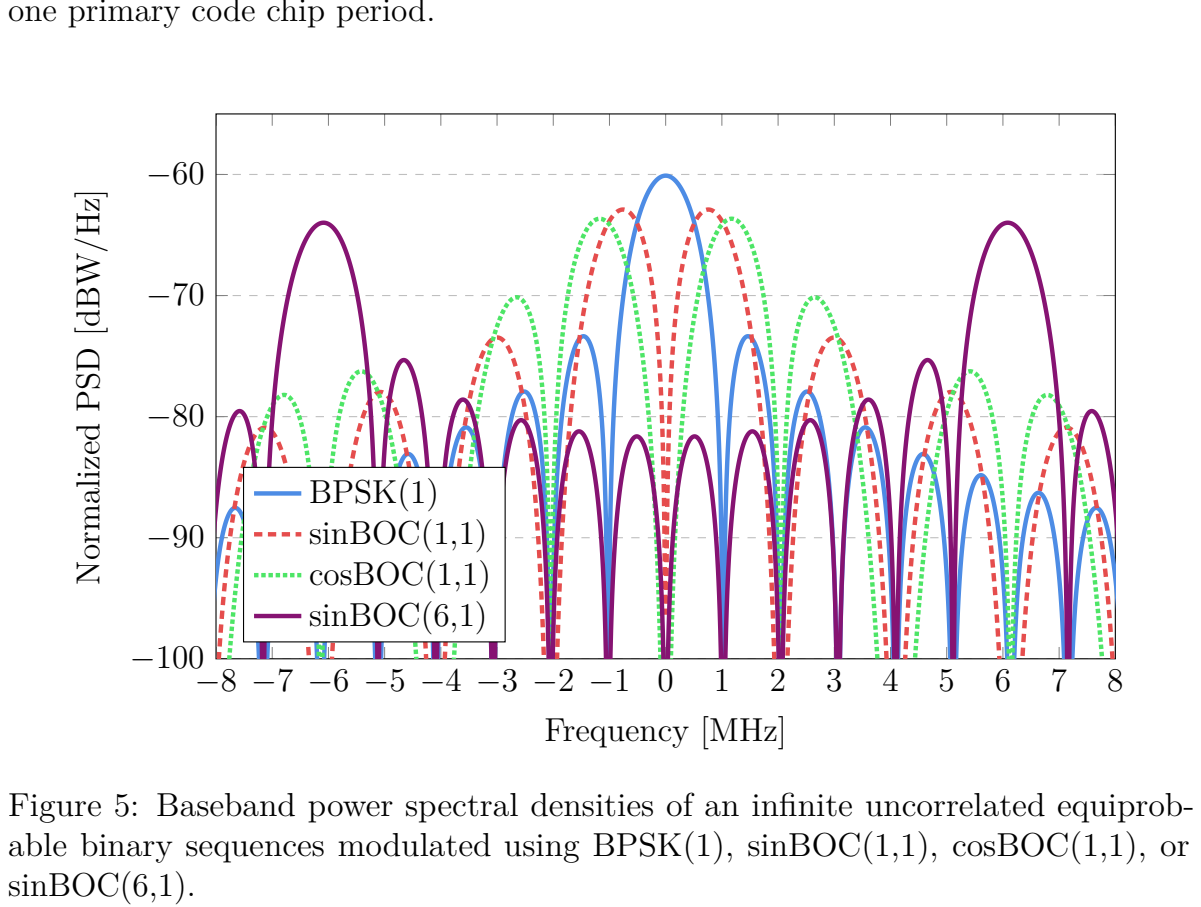 one primary code chip period.
−60
−70
−80
−90
−100
Normalized PSD [dBW/Hz]
BPSK(1)
sinBOC(1,1)
cosBOC(1,1)
sinBOC(6,1)
−8 −7 −6 −5 −4 −3 −2 −1 0 1 2 3 4 5 6 7 8
Frequency [MHz]
Figure 5: Baseband power spectral densities of an infinite uncorrelated equiprob-
able binary sequences modulated using BPSK(1), sinBOC(1,1), cosBOC(1,1), or
sinBOC(6,1).